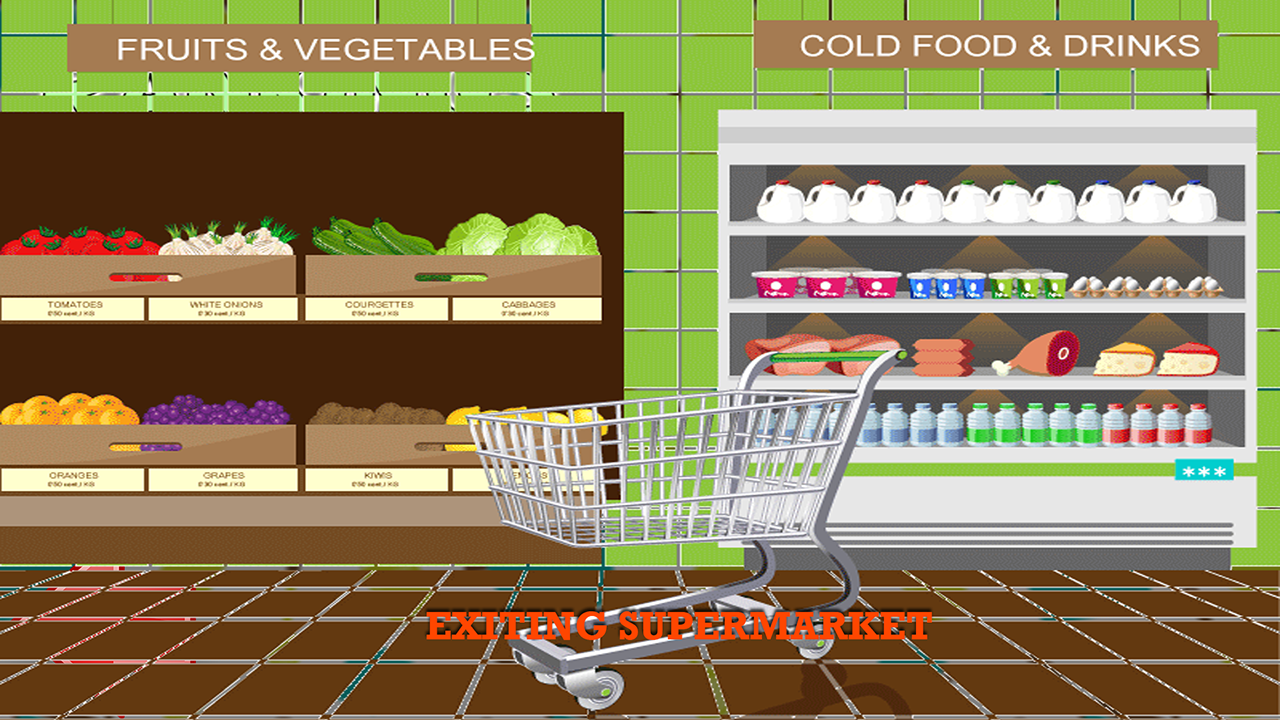 FRUITS & VEGETABLES
COLD FOOD & DRINKS
TOMATOES
WHITE ONIONS
COURGETTES
CABBAGES
ORANGES
GRAPES
KIWIS
***
EXITING SUPERMARKET